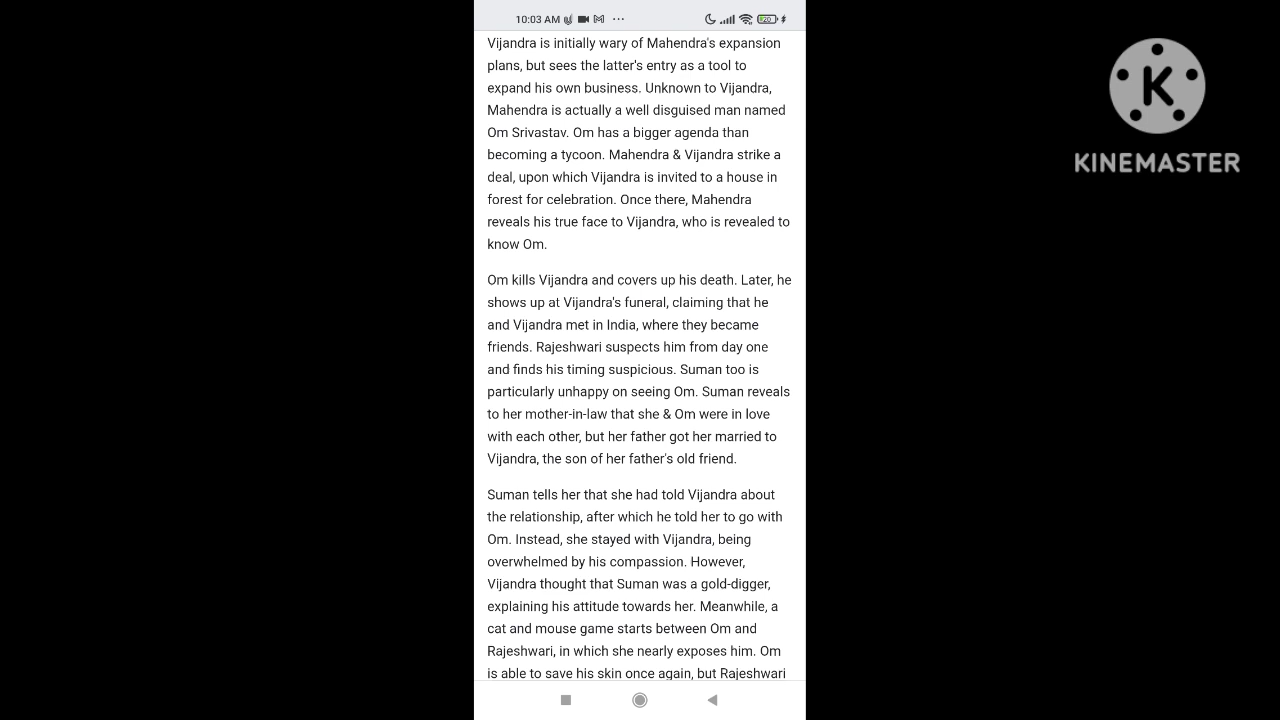 10:03 AM
20
Vijandra is initially wary of Mahendra's expansion
plans, but sees the latter's entry as a tool to
expand his own business. Unknown to Vijandra,
Mahendra is actually a well disguised man named
Om Srivastav. Om has a bigger agenda than
becoming a tycoon. Mahendra & Vijandra strike a
deal, upon which Vijandra is invited to a house in
forest for celebration. Once there, Mahendra
reveals his true face to Vijandra, who is revealed to
know Om.
Om kills Vijandra and covers up his death. Later, he
shows up at Vijandra's funeral, claiming that he
and Vijandra met in India, where they became
friends. Rajeshwari suspects him from day one
and finds his timing suspicious. Suman too is
particularly unhappy on seeing Om. Suman reveals
to her mother-in-law that she & Om were in love
with each other, but her father got her married to
Vijandra, the son of her father's old friend.
Suman tells her that she had told Vijandra about
the relationship, after which he told her to go with
Om. Instead, she stayed with Vijandra, being
overwhelmed by his compassion. However,
Vijandra thought that Suman was a gold-digger,
explaining his attitude towards her. Meanwhile, a
cat and mouse game starts between Om and
Rajeshwari, in which she nearly exposes him. Om
is able to save his skin once again, but Rajeshwari
K
KINEMASTER